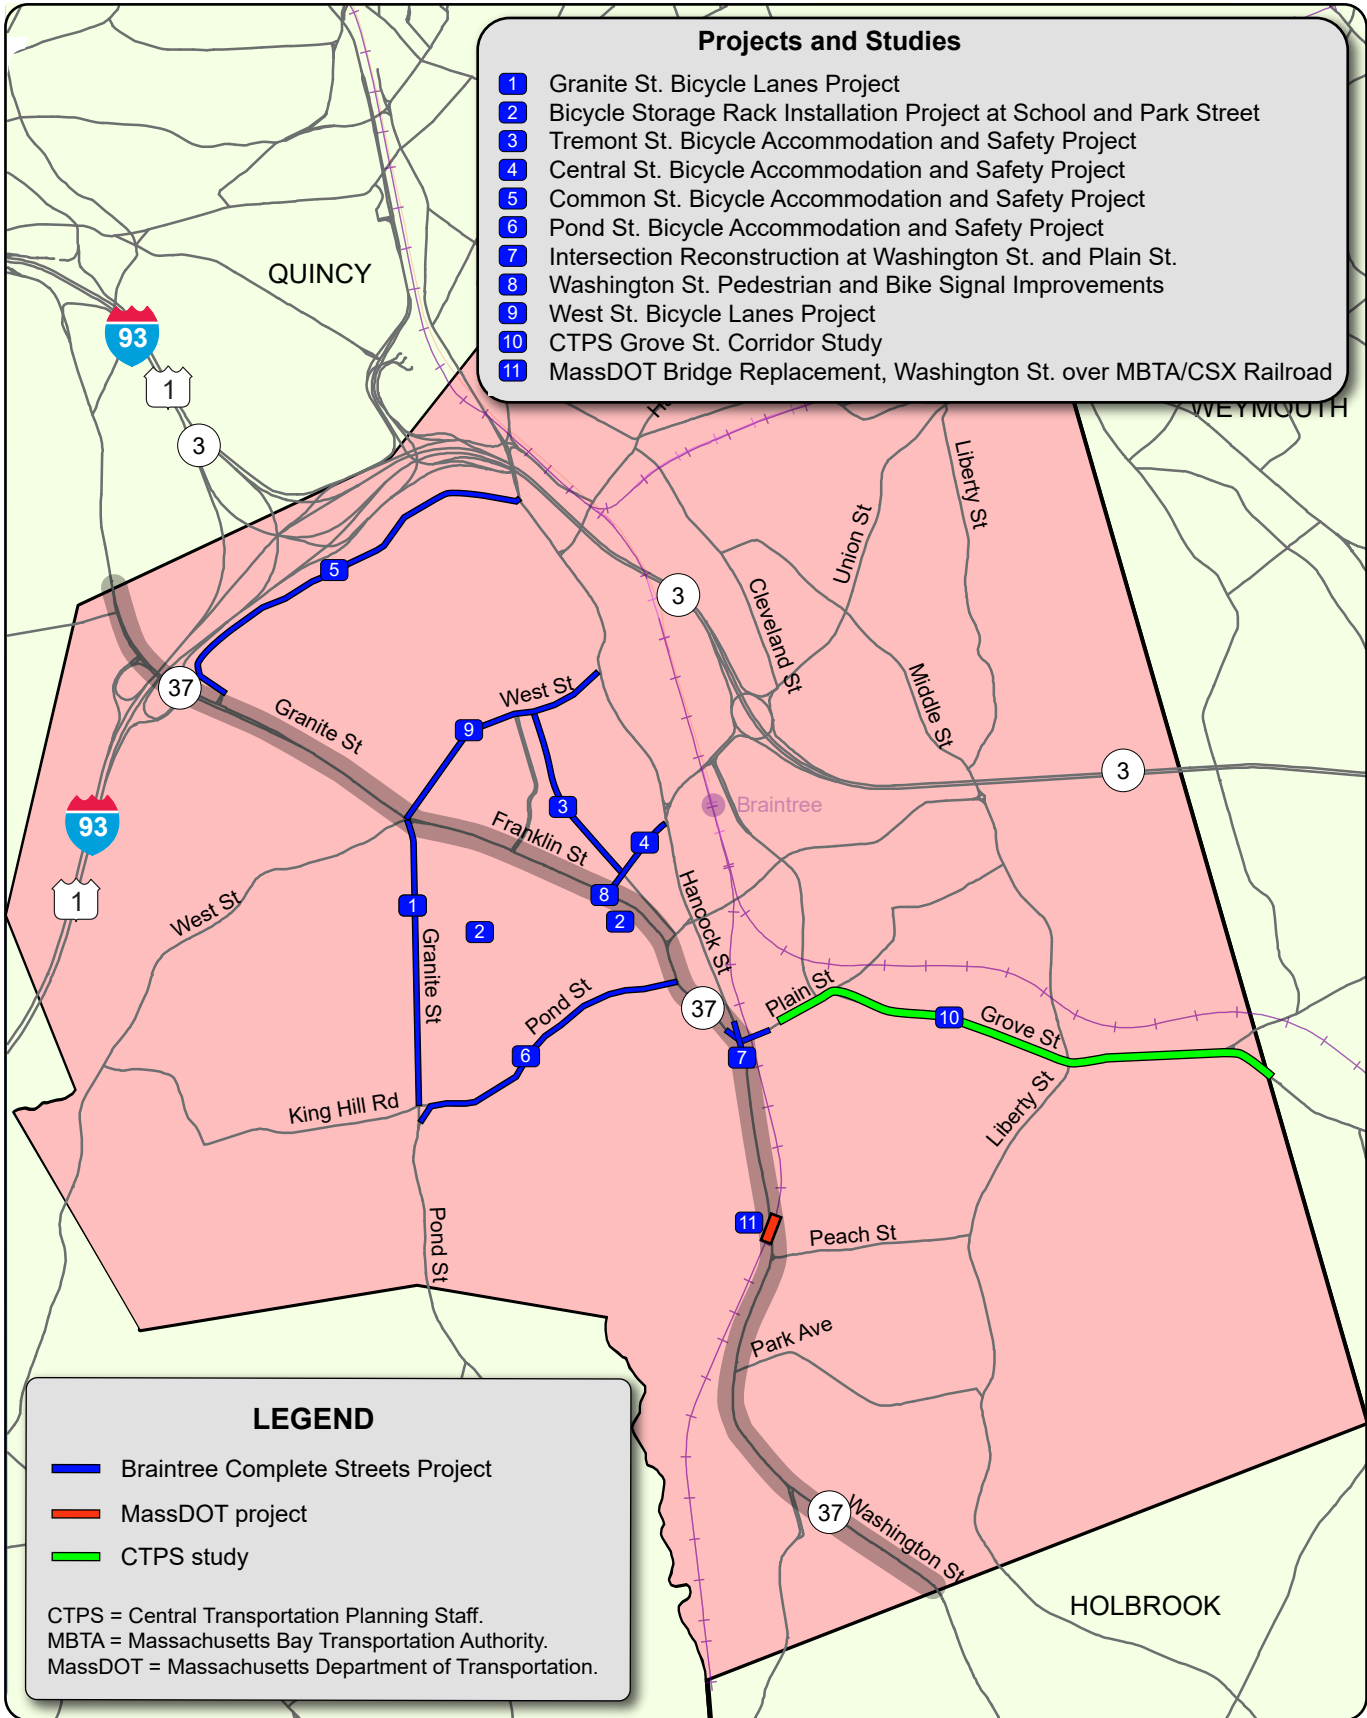 Projects and Studies
1 Granite St. Bicycle Lanes Project
2 Bicycle Storage Rack Installation Project at School and Park Street
3 Tremont St. Bicycle Accommodation and Safety Project
4 Central St. Bicycle Accommodation and Safety Project
5 Common St. Bicycle Accommodation and Safety Project
6 Pond St. Bicycle Accommodation and Safety Project
7 Intersection Reconstruction at Washington St. and Plain St.
8 Washington St. Pedestrian and Bike Signal Improvements
9 West St. Bicycle Lanes Project
10 CTPS Grove St. Corridor Study
11 MassDOT Bridge Replacement, Washington St. over MBTA/CSX Railroad
QUINCY
93
1
3
WEYMOUTH
Liberty St
Union St
5
3
Cleveland St
37
West St
Middle St
Granite St
9
3
93
3
Braintree
Franklin St
4
1
8
Hancock St
West St
1
2
2
Granite St
Plain St
Pond St
37
10
Grove St
6
7
King Hill Rd
Liberty St
Pond St
11
Peach St
Park Ave
37
Washington St
HOLBROOK
LEGEND
Braintree Complete Streets Project
MassDOT project
CTPS study
CTPS = Central Transportation Planning Staff.
MBTA = Massachusetts Bay Transportation Authority.
MassDOT = Massachusetts Department of Transportation.